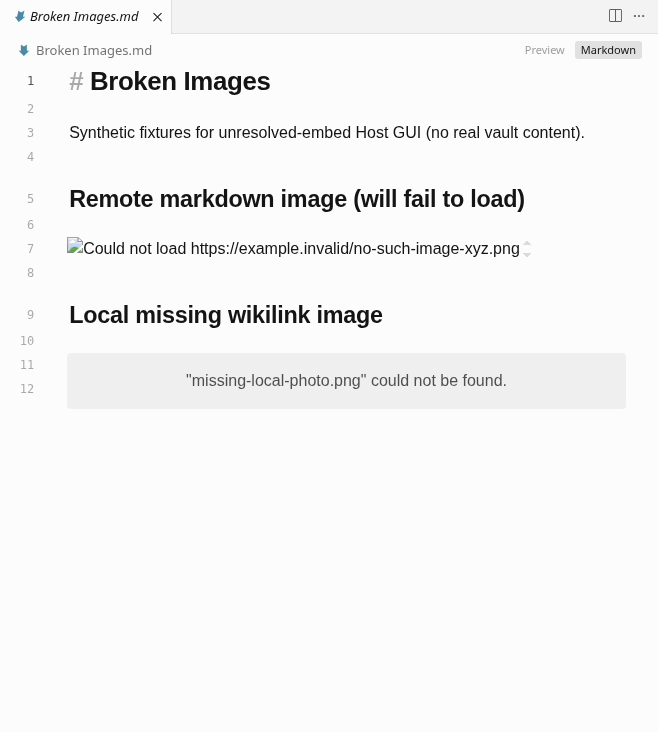 Broken Images.md
Broken Images.md
Preview Markdown
1 # Broken Images
2
3 Synthetic fixtures for unresolved-embed Host GUI (no real vault content).
4
5 Remote markdown image (will fail to load)
6
7 Could not load https://example.invalid/no-such-image-xyz.png
8
9 Local missing wikilink image
10
11 "missing-local-photo.png" could not be found.
12